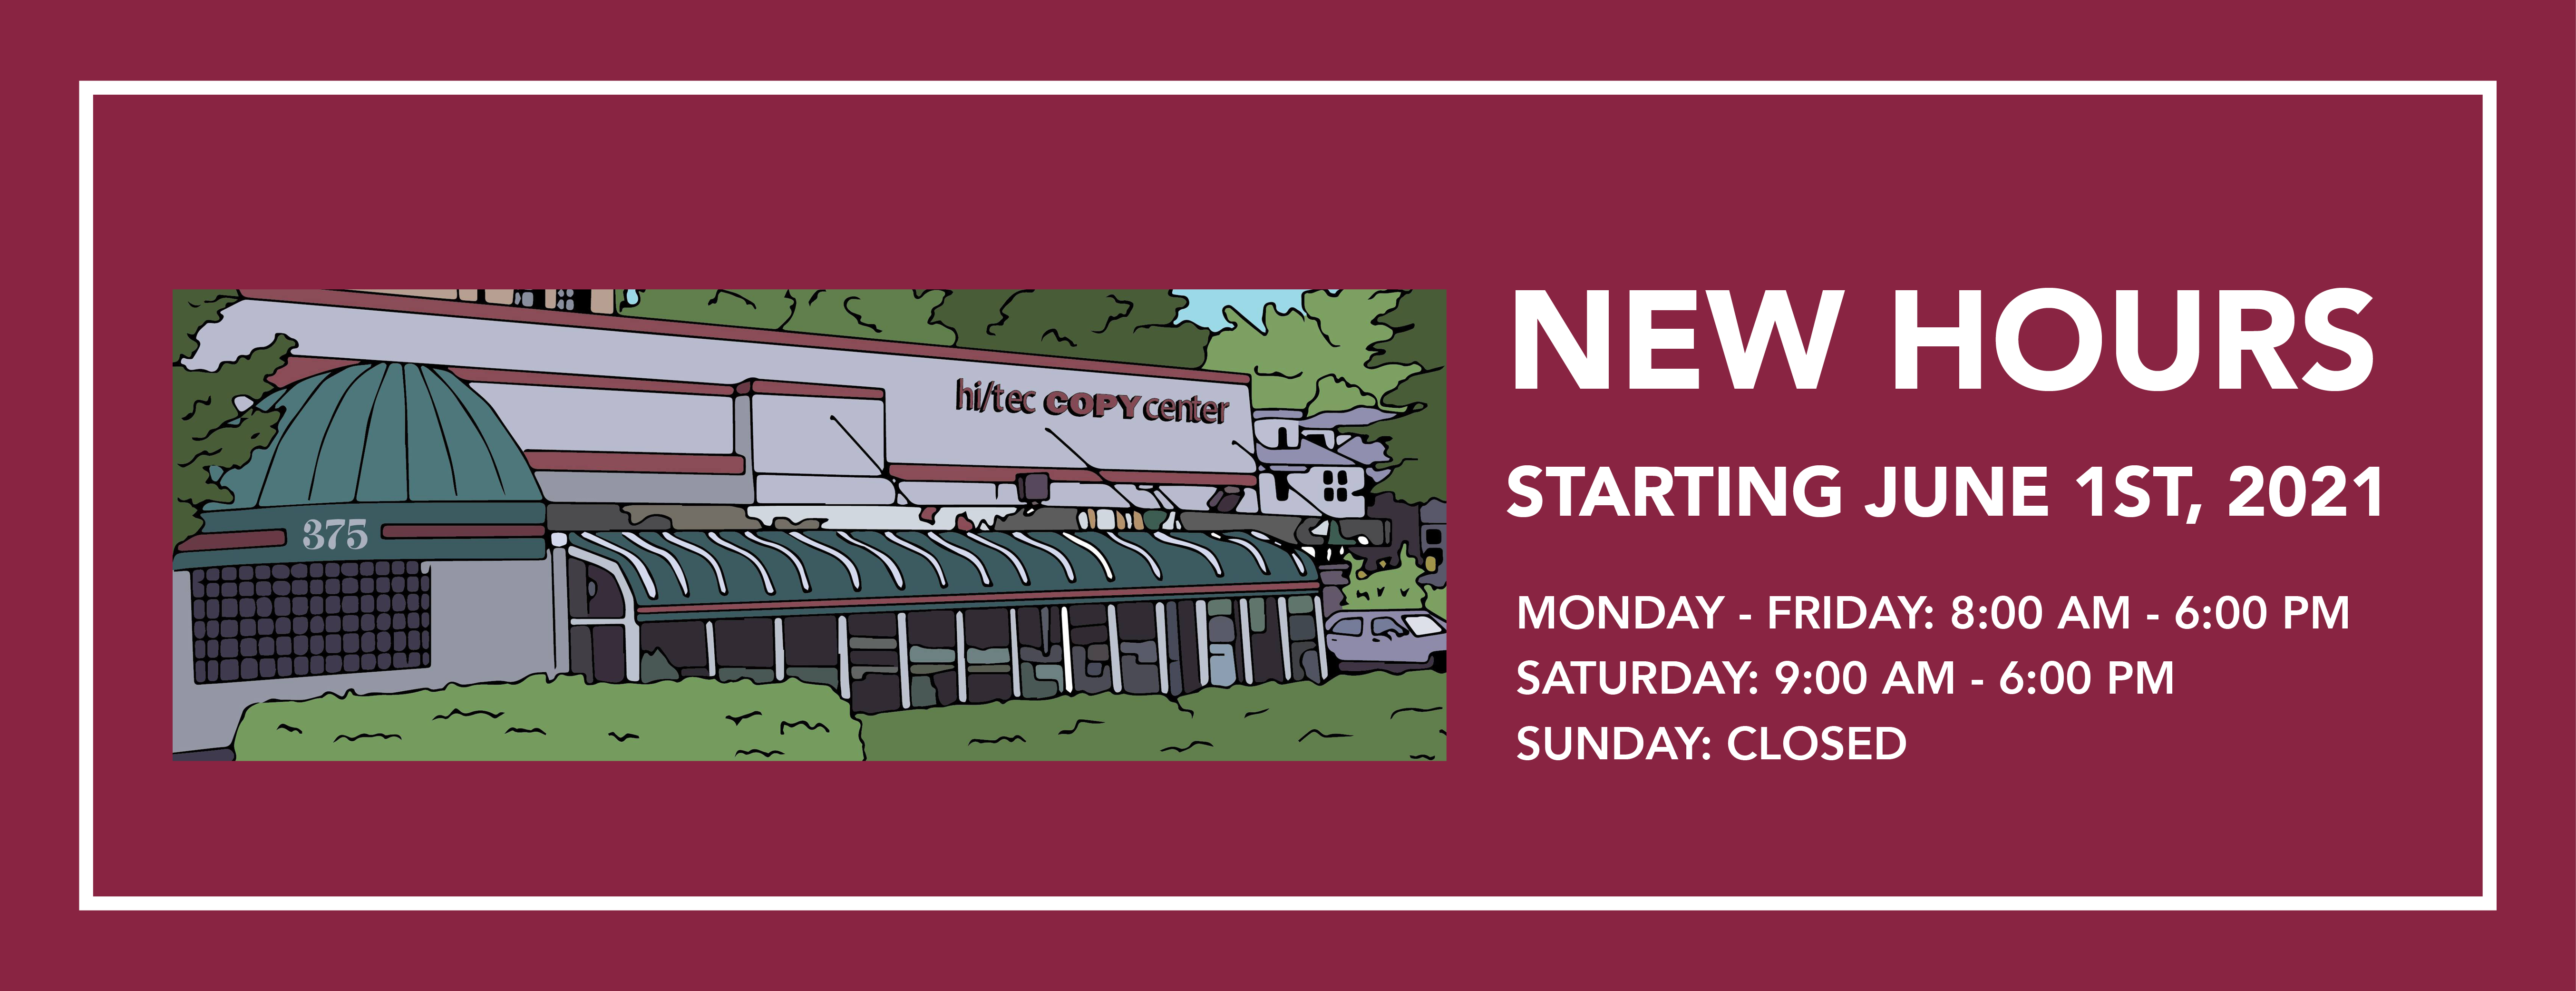 hi/tec COPY center
375
NEW HOURS
STARTING JUNE 1ST, 2021
MONDAY - FRIDAY: 8:00 AM - 6:00 PM
SATURDAY: 9:00 AM - 6:00 PM
SUNDAY: CLOSED